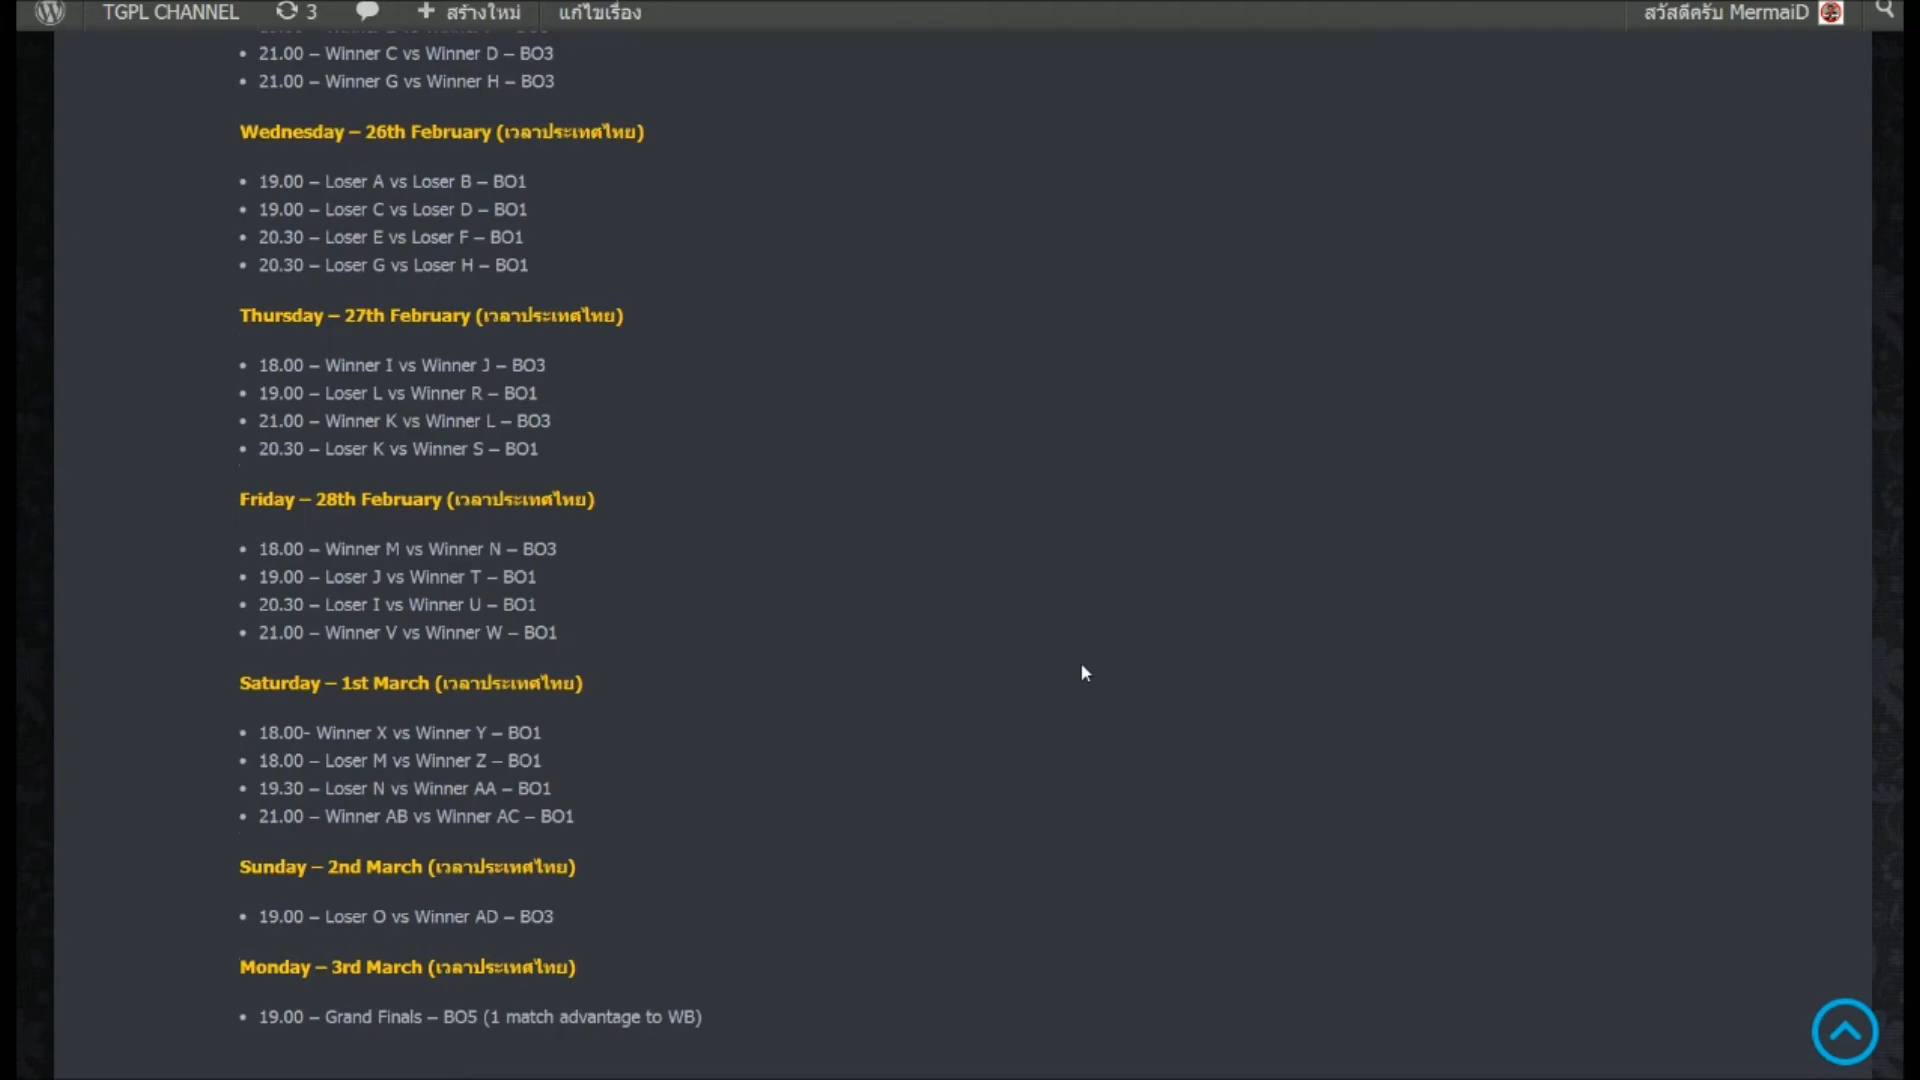 TGPL CHANNEL 3 + สร้างใหม่ แก้ไขเรื่อง สวัสดีครับ MermaiD
• 21.00 – Winner C vs Winner D – BO3
• 21.00 – Winner G vs Winner H – BO3
Wednesday – 26th February (เวลาประเทศไทย)
• 19.00 – Loser A vs Loser B – BO1
• 19.00 – Loser C vs Loser D – BO1
• 20.30 – Loser E vs Loser F – BO1
• 20.30 – Loser G vs Loser H – BO1
Thursday – 27th February (เวลาประเทศไทย)
• 18.00 – Winner I vs Winner J – BO3
• 19.00 – Loser L vs Winner R – BO1
• 21.00 – Winner K vs Winner L – BO3
• 20.30 – Loser K vs Winner S – BO1
Friday – 28th February (เวลาประเทศไทย)
• 18.00 – Winner M vs Winner N – BO3
• 19.00 – Loser J vs Winner T – BO1
• 20.30 – Loser I vs Winner U – BO1
• 21.00 – Winner V vs Winner W – BO1
Saturday – 1st March (เวลาประเทศไทย)
• 18.00- Winner X vs Winner Y – BO1
• 18.00 – Loser M vs Winner Z – BO1
• 19.30 – Loser N vs Winner AA – BO1
• 21.00 – Winner AB vs Winner AC – BO1
Sunday – 2nd March (เวลาประเทศไทย)
• 19.00 – Loser O vs Winner AD – BO3
Monday – 3rd March (เวลาประเทศไทย)
• 19.00 – Grand Finals – BO5 (1 match advantage to WB)